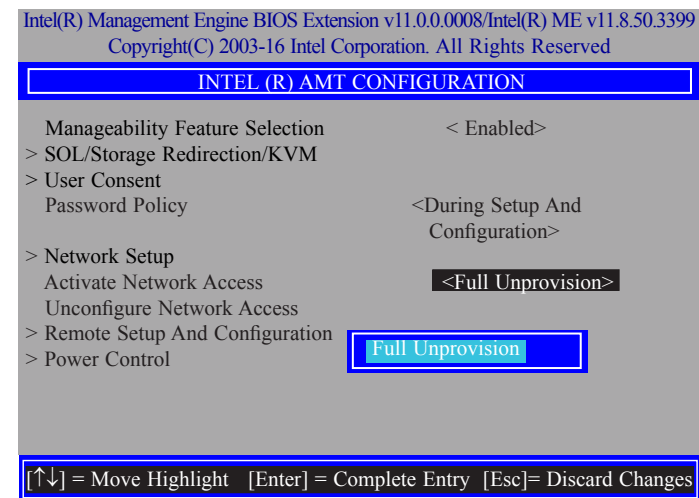 Intel(R) Management Engine BIOS Extension v11.0.0.0008/Intel(R) ME v11.8.50.3399
Copyright(C) 2003-16 Intel Corporation. All Rights Reserved
INTEL (R) AMT CONFIGURATION
Manageability Feature Selection < Enabled>
> SOL/Storage Redirection/KVM
> User Consent
Password Policy <During Setup And
Configuration>
> Network Setup
Activate Network Access <Full Unprovision>
Unconfigure Network Access
> Remote Setup And Configuration
> Power Control
Full Unprovision
[↑↓] = Move Highlight [Enter] = Complete Entry [Esc]= Discard Changes